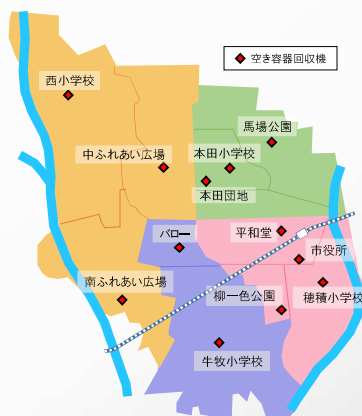 空き容器回収機
西小学校
馬場公園
中ふれあい広場
本田小学校
本田団地
バロー
平和堂
市役所
南ふれあい広場
柳一色公園
穂積小学校
牛牧小学校